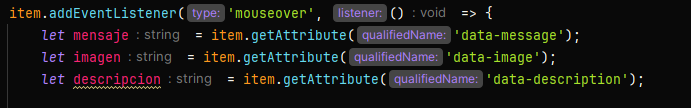 item.addEventListener( type: 'mouseover', listener: () :void => {
let mensaje :string = item.getAttribute( qualifiedName: 'data-message');
let imagen :string = item.getAttribute( qualifiedName: 'data-image');
let descripcion :string = item.getAttribute( qualifiedName: 'data-description');